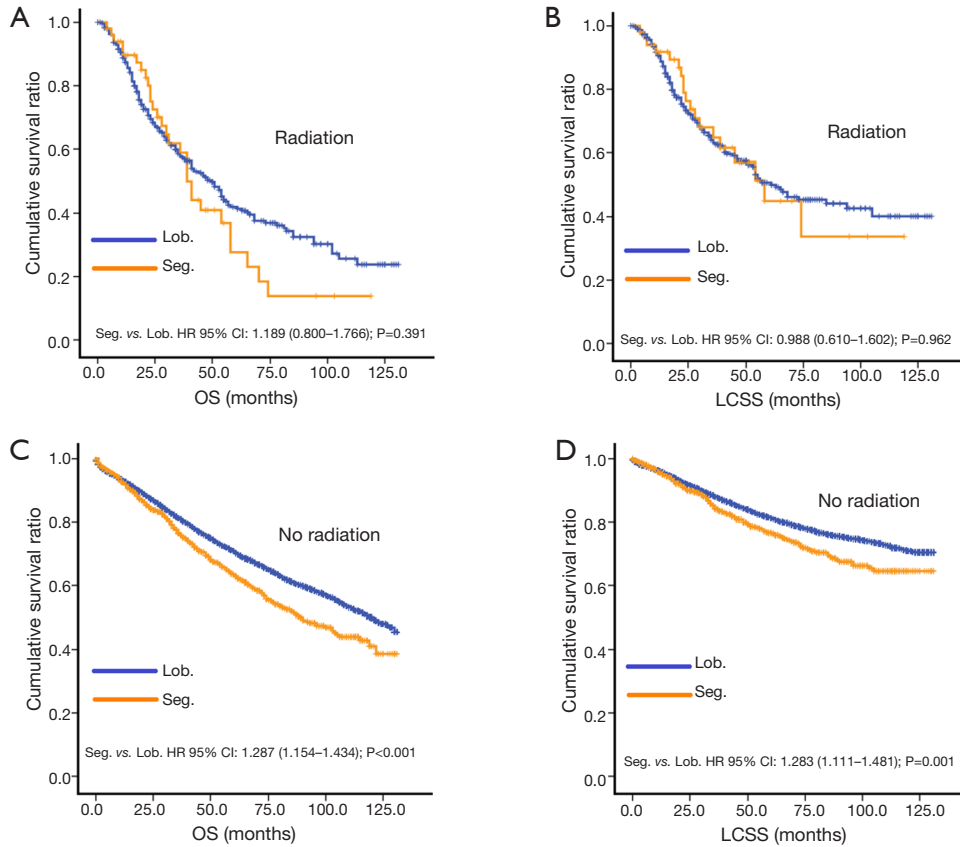 A
Cumulative survival ratio
1.0
0.8
0.6
0.4
0.2
0.0
Radiation
Lob.
Seg.
Seg. vs. Lob. HR 95% CI: 1.189 (0.800–1.766); P=0.391
0.0 25.0 50.0 75.0 100.0 125.0
OS (months)
B
Cumulative survival ratio
1.0
0.8
0.6
0.4
0.2
0.0
Radiation
Lob.
Seg.
Seg. vs. Lob. HR 95% CI: 0.988 (0.610–1.602); P=0.962
0.0 25.0 50.0 75.0 100.0 125.0
LCSS (months)
C
Cumulative survival ratio
1.0
0.8
0.6
0.4
0.2
0.0
No radiation
Lob.
Seg.
Seg. vs. Lob. HR 95% CI: 1.287 (1.154–1.434); P<0.001
0.0 25.0 50.0 75.0 100.0 125.0
OS (months)
D
Cumulative survival ratio
1.0
0.8
0.6
0.4
0.2
0.0
No radiation
Lob.
Seg.
Seg. vs. Lob. HR 95% CI: 1.283 (1.111–1.481); P=0.001
0.0 25.0 50.0 75.0 100.0 125.0
LCSS (months)